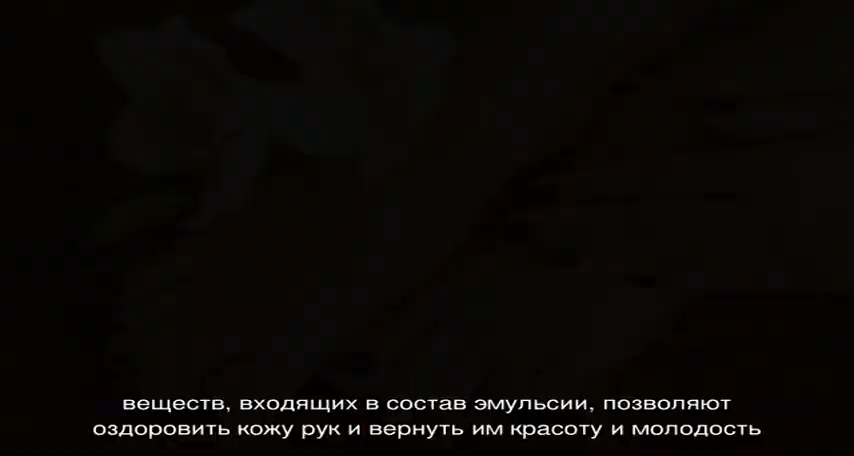 веществ, входящих в состав эмульсии, позволяют
оздоровить кожу рук и вернуть им красоту и молодость